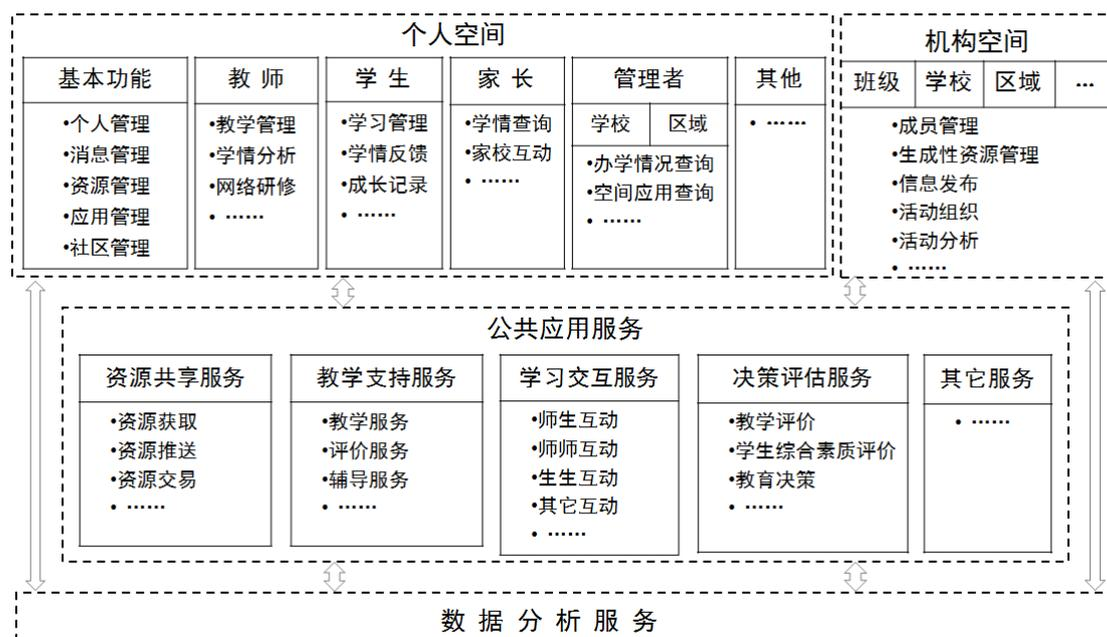 个人空间
基本功能
•个人管理
•消息管理
•资源管理
•应用管理
•社区管理
教 师
•教学管理
•学情分析
•网络研修
• ……
学 生
•学习管理
•学情反馈
•成长记录
• ……
家 长
•学情查询
•家校互动
• ……
管理者
学校 区域
•办学情况查询
•空间应用查询
• ……
其他
• ……
机构空间
班级 学校 区域 …
•成员管理
•生成性资源管理
•信息发布
•活动组织
•活动分析
• ……
公共应用服务
资源共享服务
•资源获取
•资源推送
•资源交易
• ……
教学支持服务
•教学服务
•评价服务
•辅导服务
• ……
学习交互服务
•师生互动
•师师互动
•生生互动
•其它互动
• ……
决策评估服务
•教学评价
•学生综合素质评价
•教育决策
• ……
其它服务
• ……
数 据 分 析 服 务